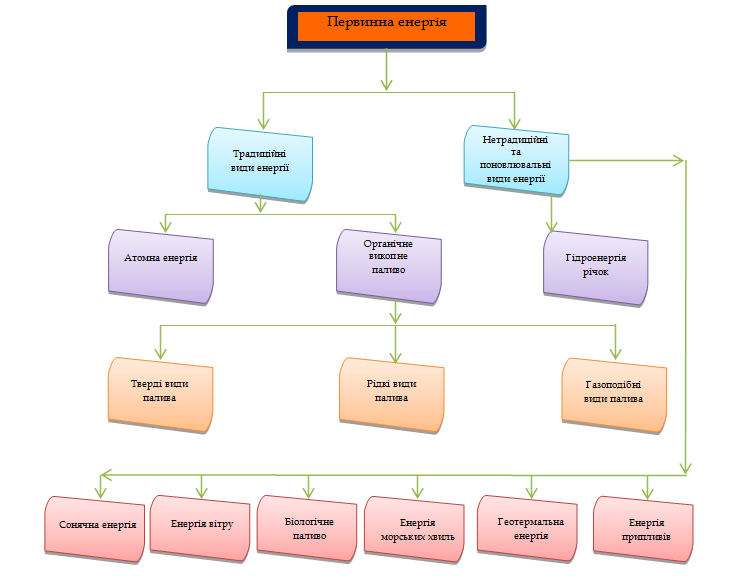 Первинна енергія
Традиційні
види енергії
Нетрадиційні
та
поновлювальні
види енергії
Атомна енергія
Органічне
викопне
паливо
Гідроенергія
річок
Тверді види
палива
Рідкі види
палива
Газоподібні
види палива
Сонячна енергія
Енергія вітру
Біологічне
паливо
Енергія
морських хвиль
Геотермальна
енергія
Енергія
припливів